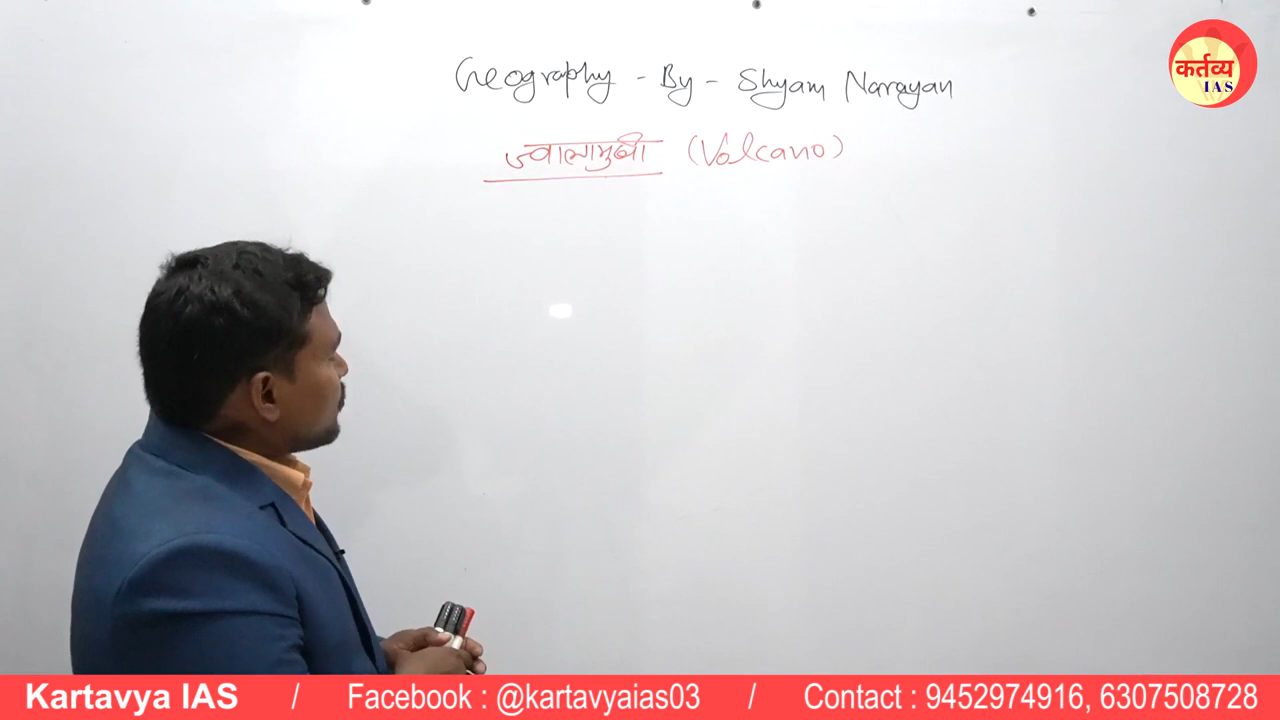 Geography - By - Shyam Narayan
ज्वालामुखी (Volcano)
कर्तव्य
IAS
Kartavya IAS / Facebook : @kartavyaias03 / Contact : 9452974916, 6307508728